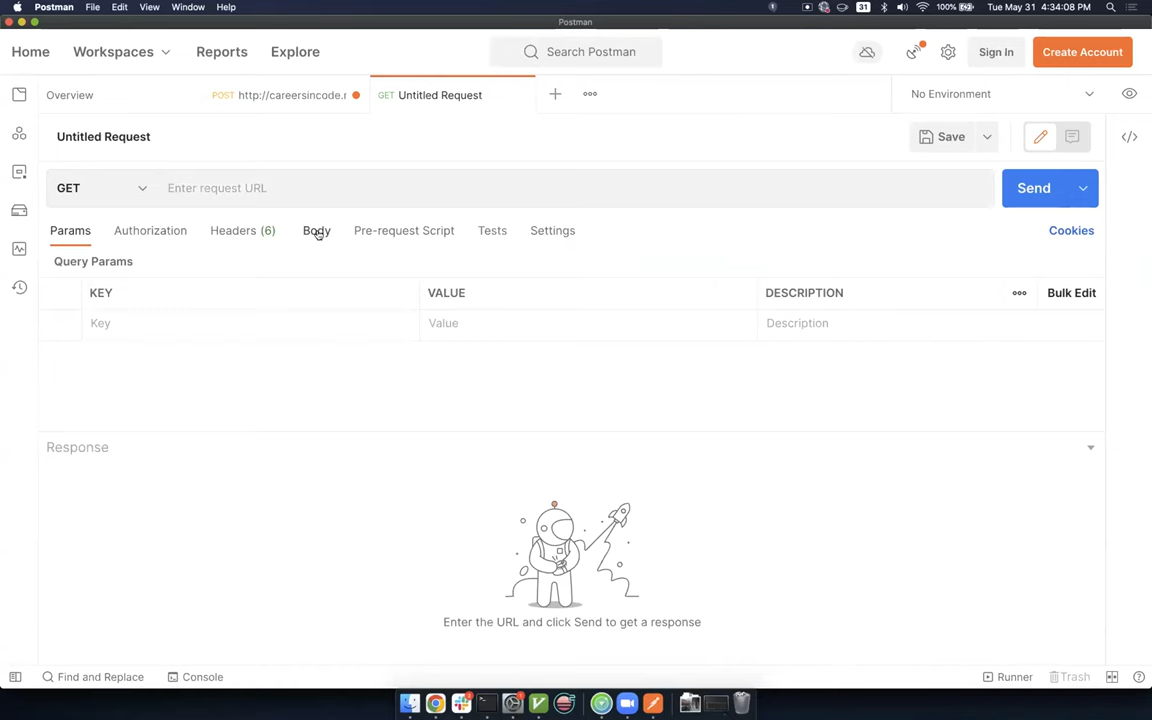 Postman File Edit View Window Help 31 100% Tue May 31 4:34:08 PM
Postman
Home Workspaces Reports Explore Search Postman Sign In Create Account
Overview POST http://careersincode.r GET Untitled Request No Environment
Untitled Request Save
GET Enter request URL Send
Params Authorization Headers (6) Body Pre-request Script Tests Settings Cookies
Query Params
KEY VALUE DESCRIPTION Bulk Edit
Key Value Description
Response
Enter the URL and click Send to get a response
Find and Replace Console Runner Trash